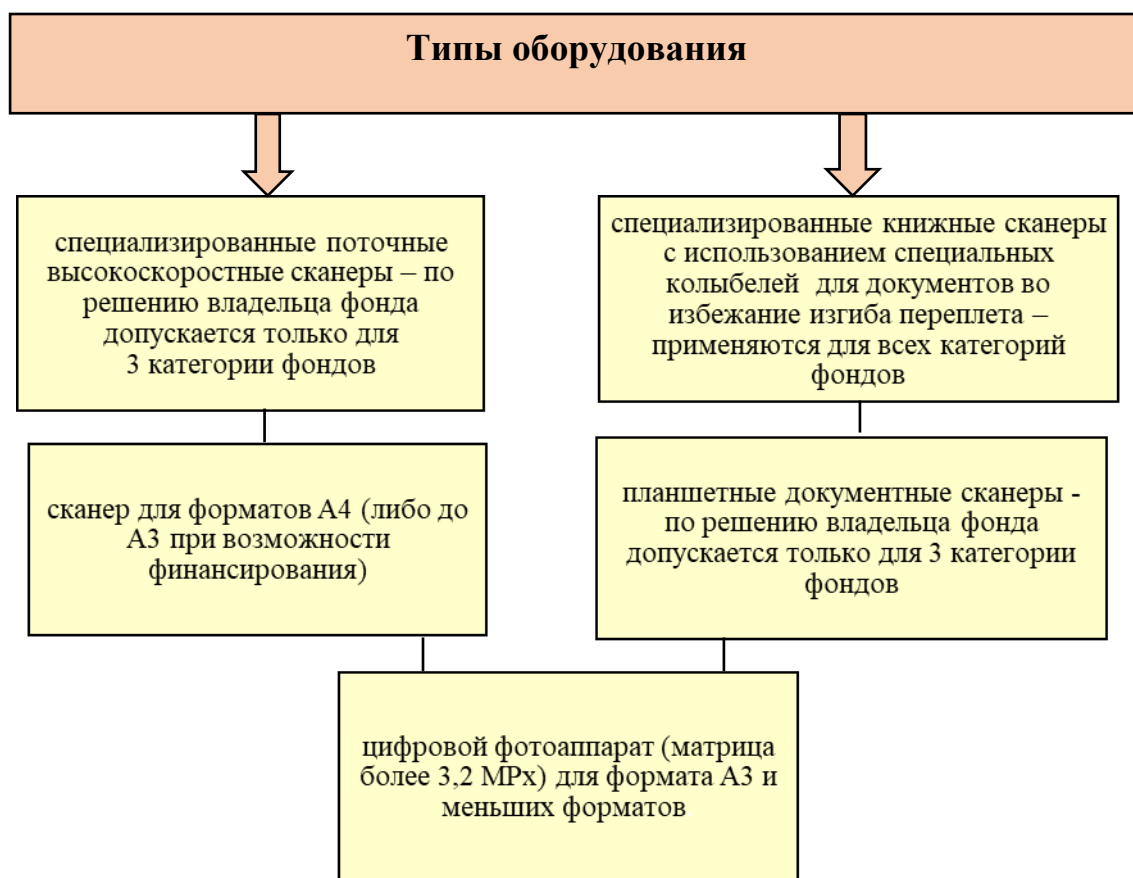 Типы оборудования
специализированные поточные
высокоскоростные сканеры – по
решению владельца фонда
допускается только для
3 категории фондов
специализированные книжные сканеры
с использованием специальных
колыбелей для документов во
избежание изгиба переплета –
применяются для всех категорий
фондов
сканер для форматов А4 (либо до
А3 при возможности
финансирования)
планшетные документные сканеры -
по решению владельца фонда
допускается только для 3 категории
фондов
цифровой фотоаппарат (матрица
более 3,2 MPx) для формата А3 и
меньших форматов